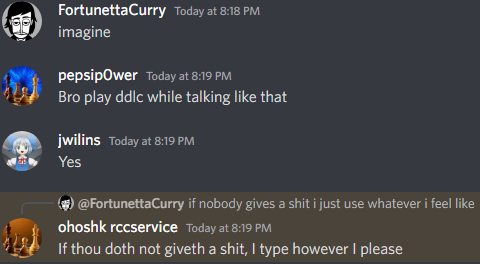 FortunettaCurry Today at 8:18 PM
imagine
pepsip0wer Today at 8:19 PM
Bro play ddlc while talking like that
jwilins Today at 8:19 PM
Yes
@FortunettaCurry if nobody gives a shit i just use whatever i feel like
ohoshk rccservice Today at 8:19 PM
If thou doth not giveth a shit, I type however I please